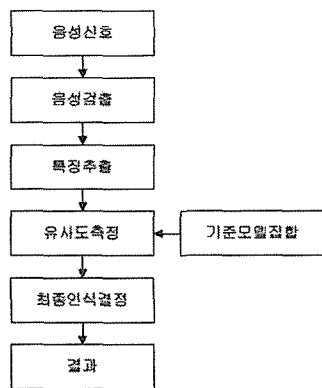 음성신호
음성검출
특징추출
유사도측정
기준모델집합
최종인식결정
결과